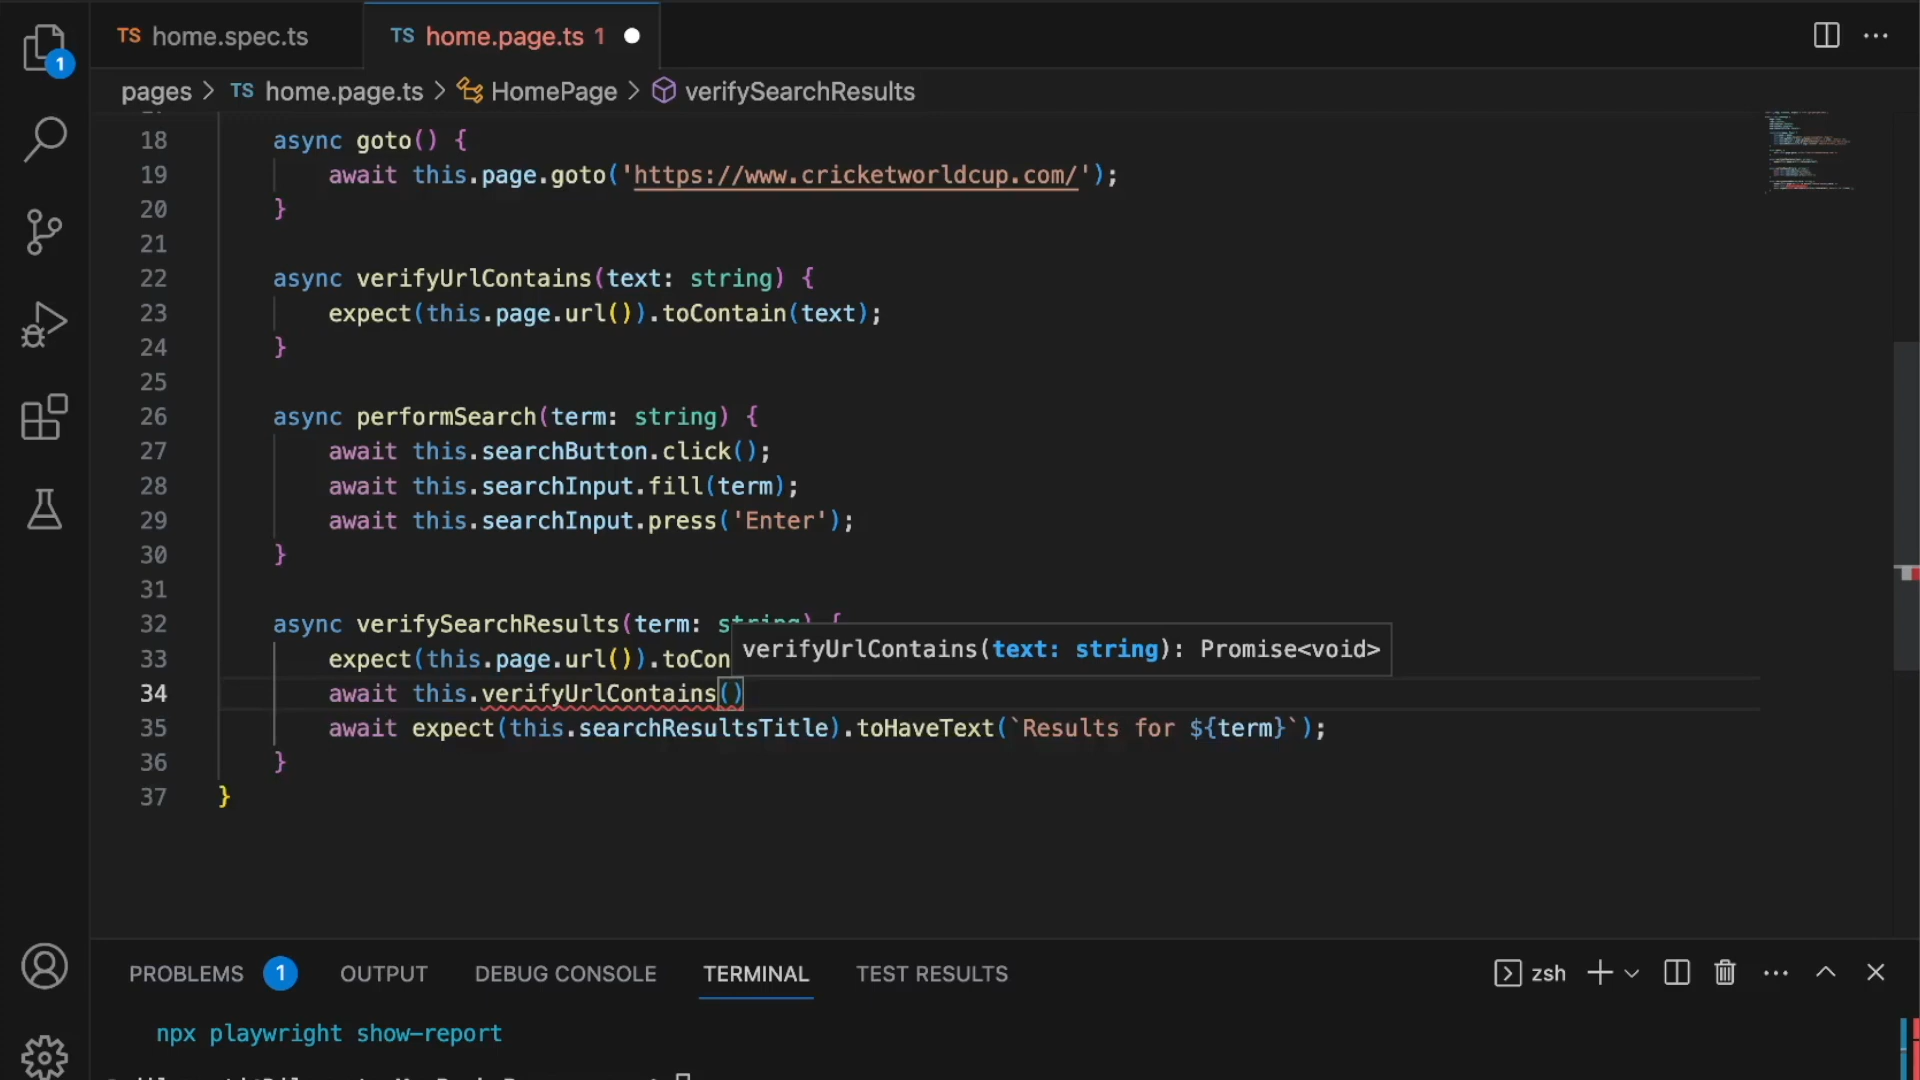 TS home.spec.ts
TS home.page.ts 1
1
pages > TS home.page.ts > HomePage > verifySearchResults
18 async goto() {
19 await this.page.goto('https://www.cricketworldcup.com/');
20 }
21
22 async verifyUrlContains(text: string) {
23 expect(this.page.url()).toContain(text);
24 }
25
26 async performSearch(term: string) {
27 await this.searchButton.click();
28 await this.searchInput.fill(term);
29 await this.searchInput.press('Enter');
30 }
31
32 async verifySearchResults(term: string) {
verifyUrlContains(text: string): Promise<void>
33 expect(this.page.url()).toCon
34 await this.verifyUrlContains()
35 await expect(this.searchResultsTitle).toHaveText(`Results for ${term}`);
36 }
37 }
PROBLEMS 1 OUTPUT DEBUG CONSOLE TERMINAL TEST RESULTS zsh
npx playwright show-report